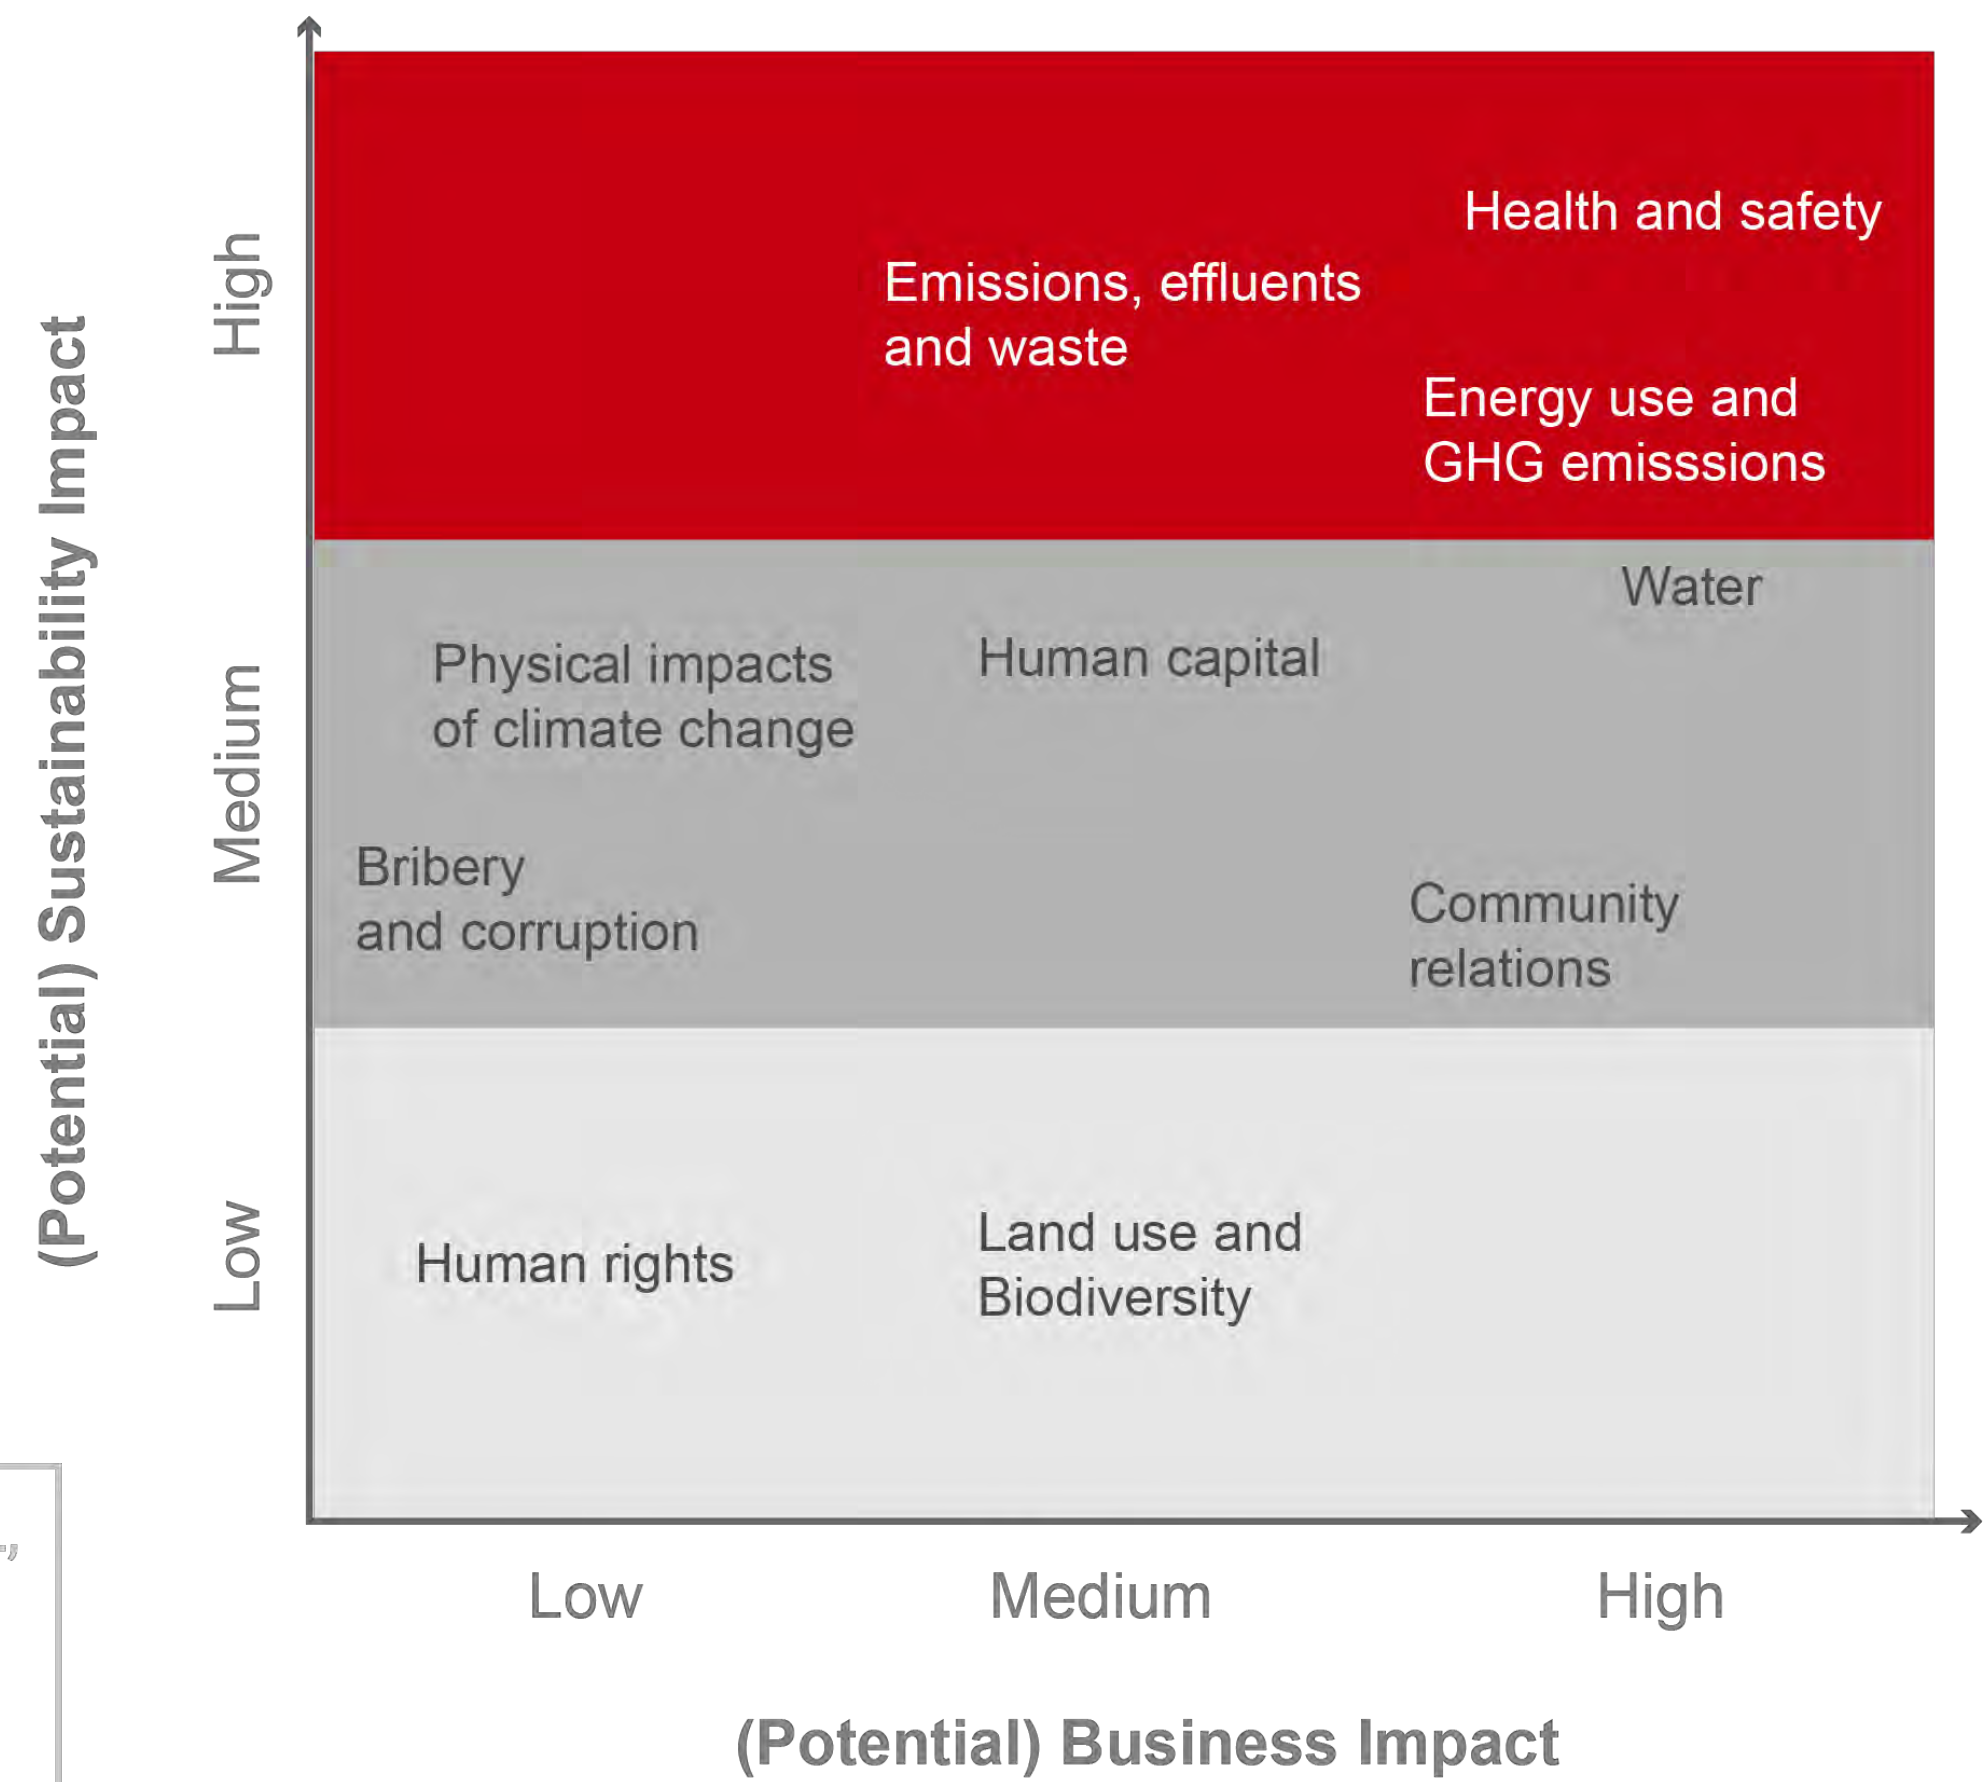 (Potential) Sustainability Impact
High
Medium
Low
Health and safety
Emissions, effluents
and waste
Energy use and
GHG emisssions
Water
Physical impacts
of climate change
Human capital
Bribery
and corruption
Community
relations
Human rights
Land use and
Biodiversity
Low
Medium
High
(Potential) Business Impact